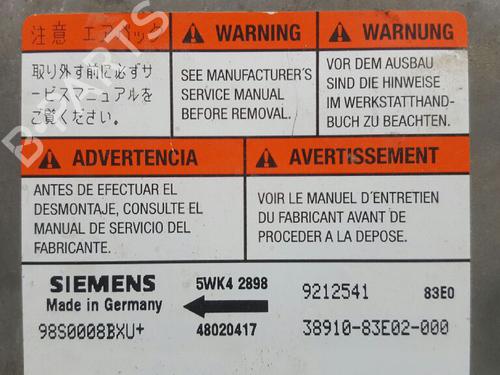 注意 エアバッグ
取り外す前に必ずサ
ービスマニュアルを
ご覧ください。
WARNING
SEE MANUFACTURER'S
SERVICE MANUAL
BEFORE REMOVAL.
WARNUNG
VOR DEM AUSBAU
SIND DIE HINWEISE
IM WERKSTATTHAND-
BUCH ZU BEACHTEN.
ADVERTENCIA
ANTES DE EFECTUAR EL
DESMONTAJE, CONSULTE EL
MANUAL DE SERVICIO DEL
FABRICANTE.
AVERTISSEMENT
VOIR LE MANUEL D'ENTRETIEN
DU FABRICANT AVANT DE
PROCEDER A LA DEPOSE.
SIEMENS 5WK4 2898 9212541 83E0
Made in Germany
98S0008BXU+ 48020417 38910-83E02-000
B-PARTS